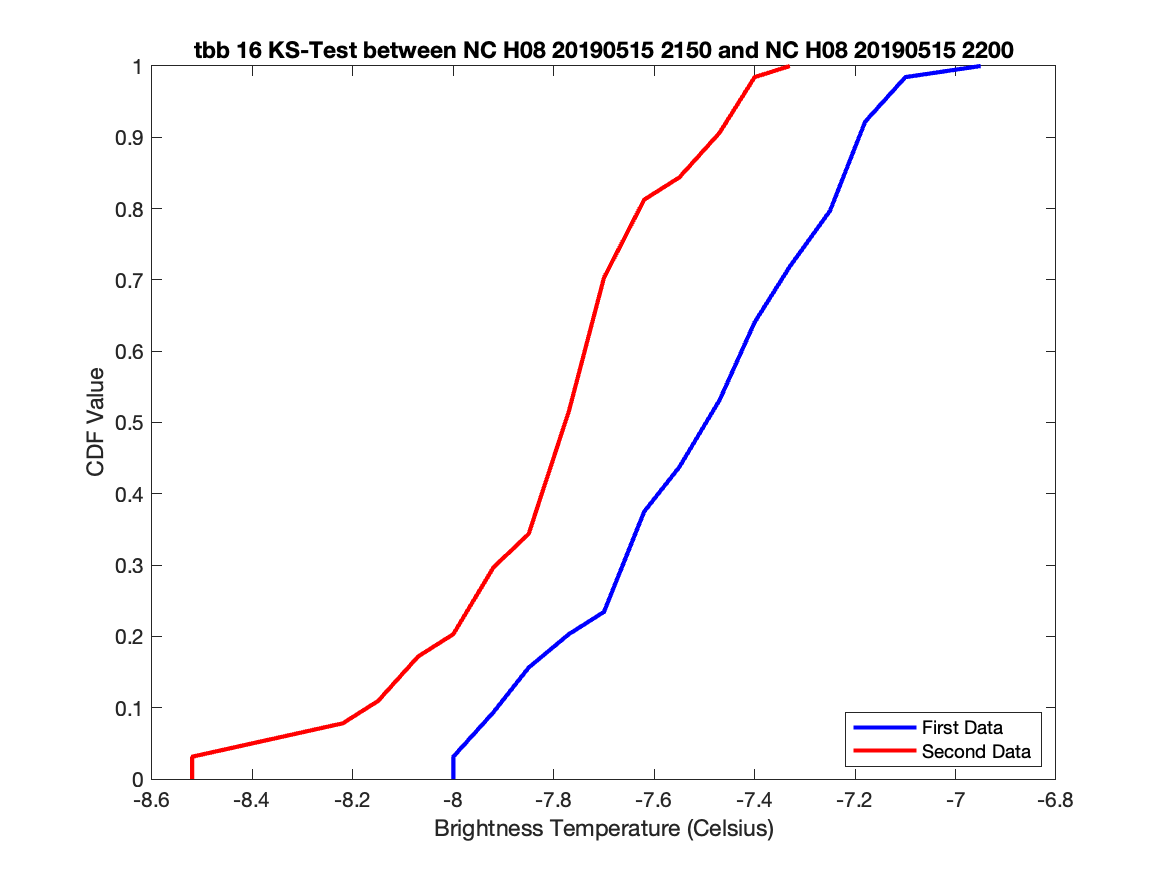 tbb 16 KS-Test between NC H08 20190515 2150 and NC H08 20190515 2200
1
0.9
0.8
0.7
0.6
0.5
0.4
0.3
0.2
0.1
0
CDF Value
First Data
Second Data
-8.6 -8.4 -8.2 -8 -7.8 -7.6 -7.4 -7.2 -7 -6.8
Brightness Temperature (Celsius)